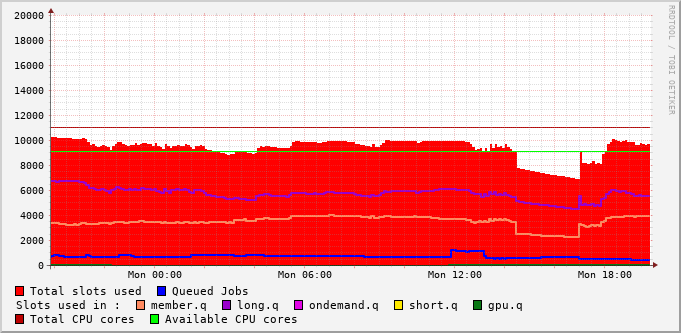 RRDTOOL / TOBI OETIKER
20000
18000
16000
14000
12000
10000
8000
6000
4000
2000
0
Mon 00:00 Mon 06:00 Mon 12:00 Mon 18:00
Total slots used Queued Jobs
Slots used in : member.q long.q ondemand.q short.q gpu.q
Total CPU cores Available CPU cores